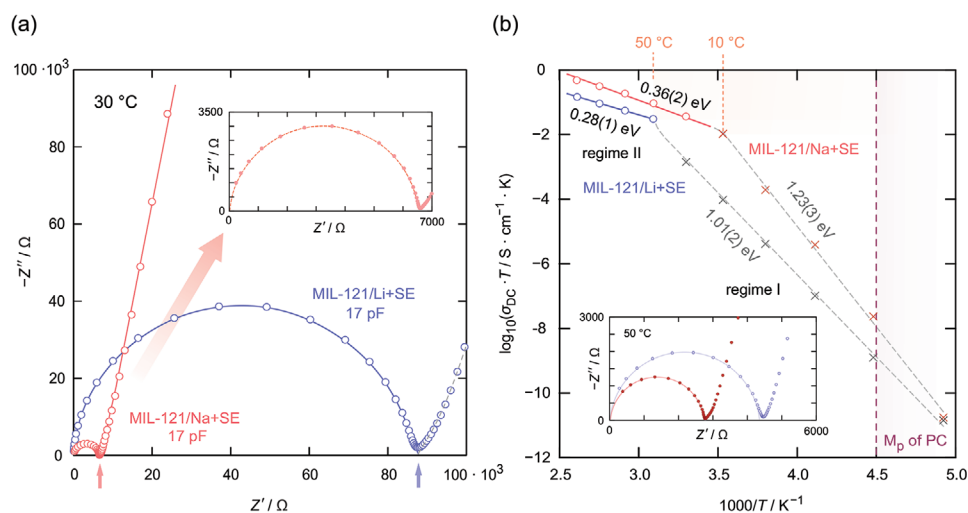 (a)
100 · 10³
80
60
40
20
0
−Z″ / Ω
30 °C
3500
−Z″ / Ω
0
0
7000
Z′ / Ω
MIL-121/Li+SE
17 pF
MIL-121/Na+SE
17 pF
0
20
40
60
80
100 · 10³
Z′ / Ω
(b)
50 °C
10 °C
0
−2
−4
−6
−8
−10
−12
log₁₀(σDC · T / S · cm⁻¹ · K)
0.36(2) eV
0.28(1) eV
regime II
MIL-121/Na+SE
MIL-121/Li+SE
1.23(3) eV
1.01(2) eV
regime I
3000
50 °C
−Z″ / Ω
0
0
6000
Z′ / Ω
Mp of PC
2.5
3.0
3.5
4.0
4.5
5.0
1000/T / K⁻¹